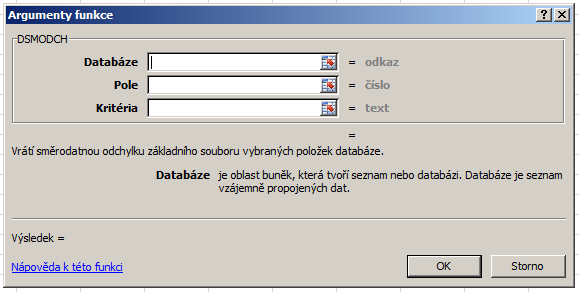 Argumenty funkce
DSMODCH
Databáze = odkaz
Pole = číslo
Kritéria = text
=
Vrátí směrodatnou odchylku základního souboru vybraných položek databáze.
Databáze je oblast buněk, která tvoří seznam nebo databázi. Databáze je seznam
vzájemně propojených dat.
Výsledek =
Nápověda k této funkci
OK Storno